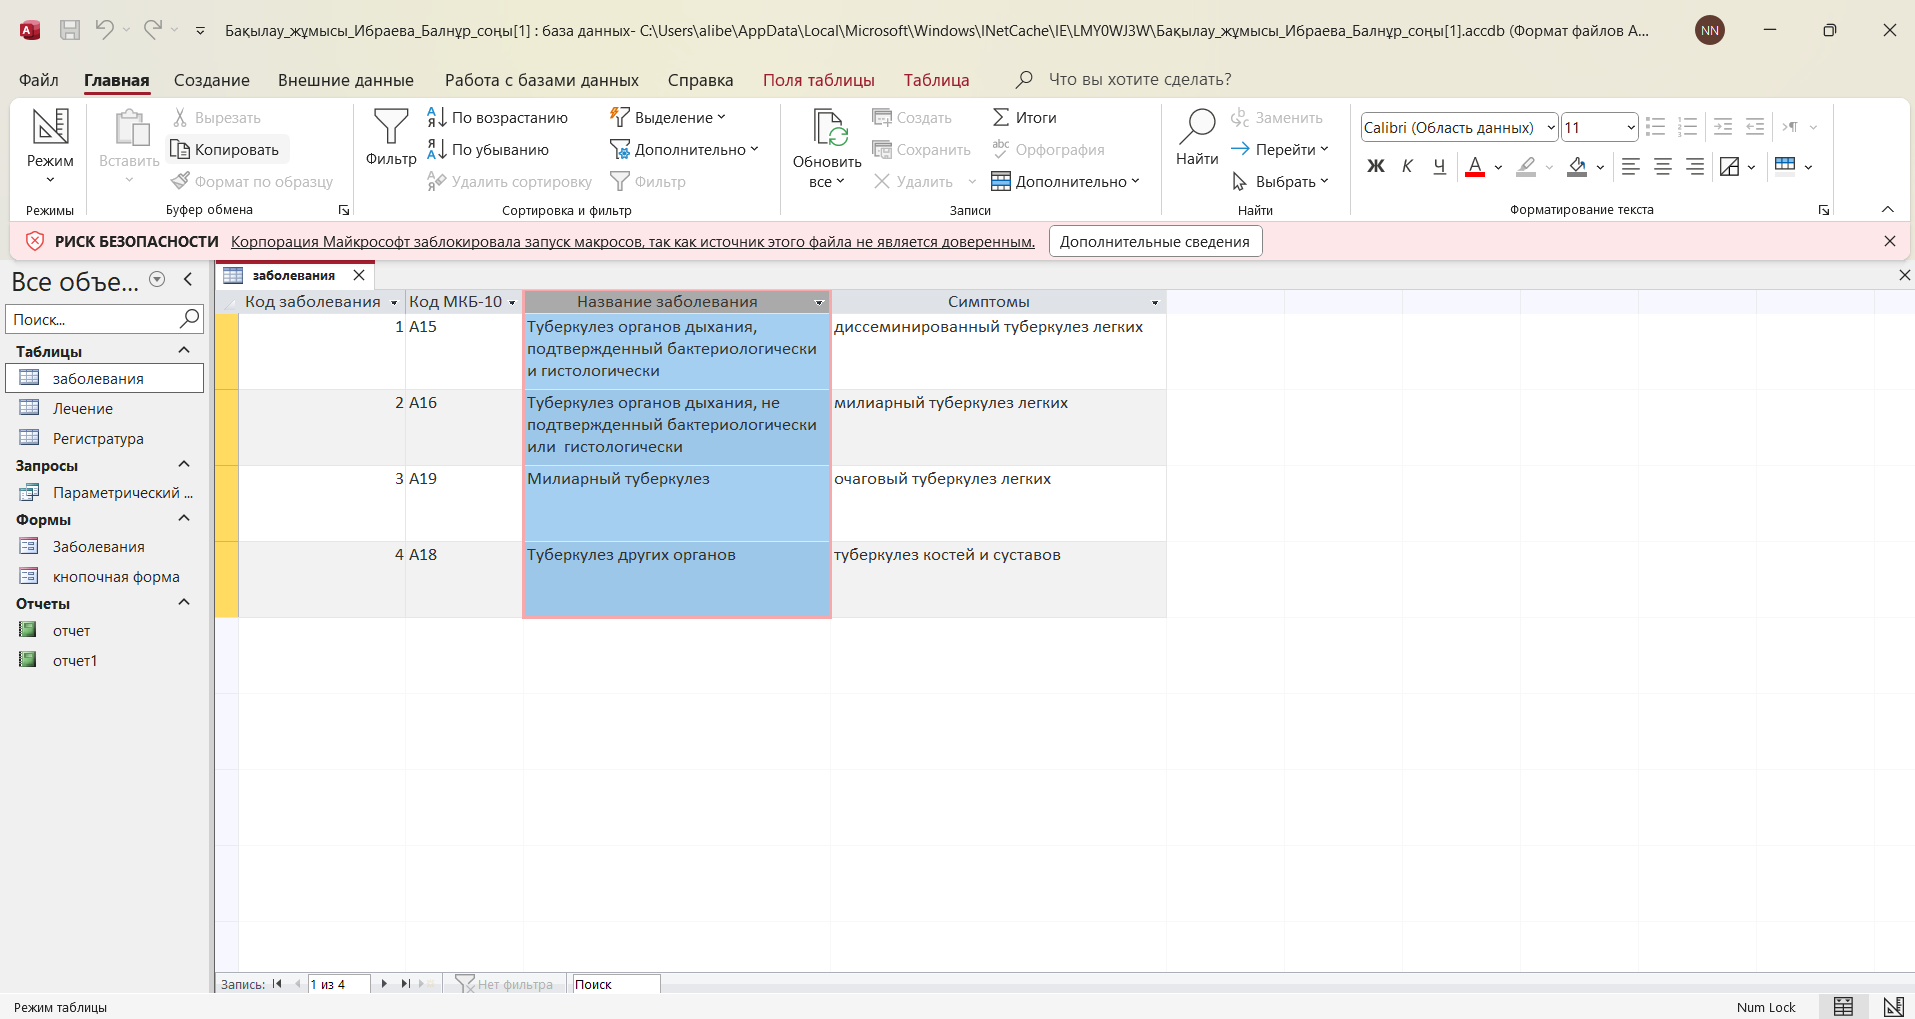 Бақылау_жұмысы_Ибраева_Балнұр_соңы[1] : база данных- C:\Users\alibe\AppData\Local\Microsoft\Windows\INetCache\IE\LMY0WJ3W\Бақылау_жұмысы_Ибраева_Балнұр_соңы[1].accdb (Формат файлов A...
NN
Файл Главная Создание Внешние данные Работа с базами данных Справка Поля таблицы Таблица Что вы хотите сделать?
Режим
Режимы
Вставить
Вырезать
Копировать
Формат по образцу
Буфер обмена
Фильтр
По возрастанию
По убыванию
Удалить сортировку
Выделение
Дополнительно
Фильтр
Сортировка и фильтр
Обновить
все
Создать
Сохранить
Удалить
Итоги
Орфография
Дополнительно
Записи
Найти
Заменить
Перейти
Выбрать
Найти
Calibri (Область данных) 11
Ж К Ч А
Форматирование текста
РИСК БЕЗОПАСНОСТИ Корпорация Майкрософт заблокировала запуск макросов, так как источник этого файла не является доверенным. Дополнительные сведения
Все объе...
Поиск...
Таблицы
заболевания
Лечение
Регистратура
Запросы
Параметрический ...
Формы
Заболевания
кнопочная форма
Отчеты
отчет
отчет1
заболевания
Код заболевания Код МКБ-10 Название заболевания Симптомы
1 A15 Туберкулез органов дыхания, диссеминированный туберкулез легких
подтвержденный бактериологически
и гистологически
2 A16 Туберкулез органов дыхания, не милиарный туберкулез легких
подтвержденный бактериологически
или  гистологически
3 A19 Милиарный туберкулез очаговый туберкулез легких
4 A18 Туберкулез других органов туберкулез костей и суставов
Запись: 1 из 4 Нет фильтра Поиск
Режим таблицы Num Lock